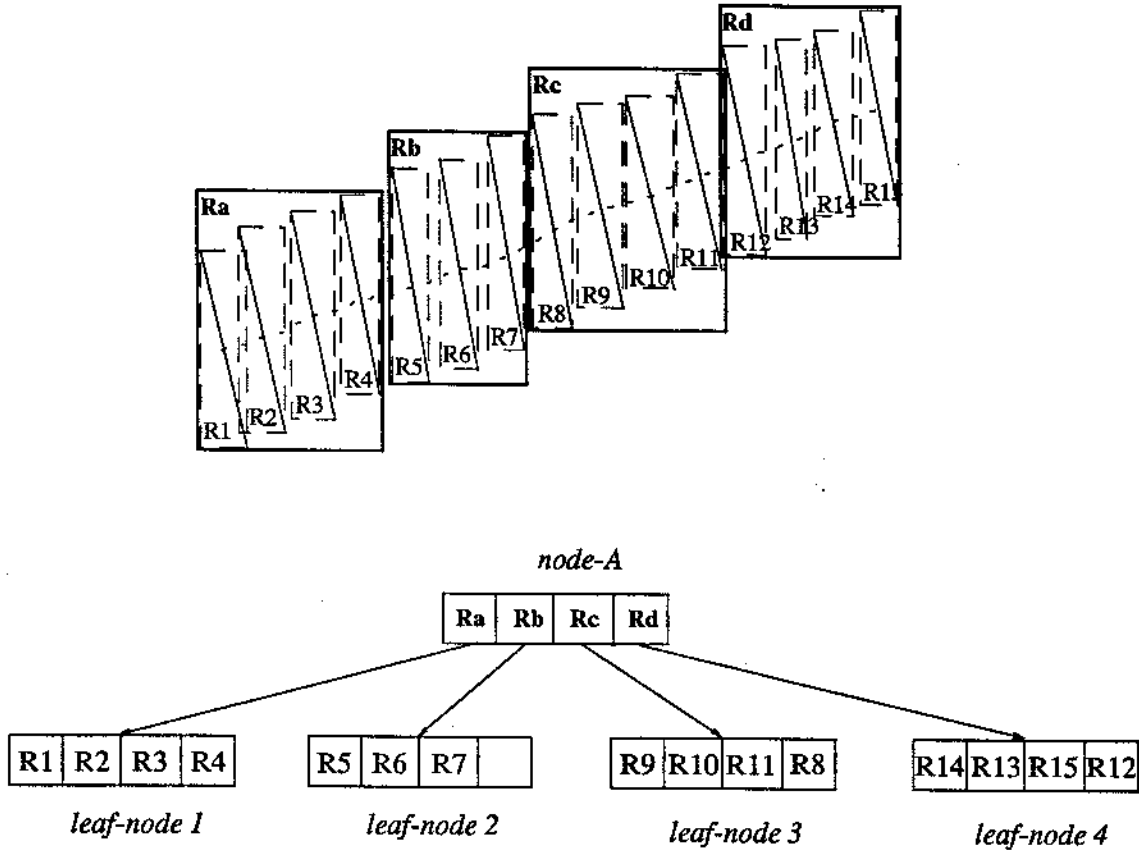 Rd
Rc
Rb
Ra
R15
R14
R13
R12
R11
R10
R9
R8
R7
R6
R5
R4
R3
R2
R1
node-A
Ra Rb Rc Rd
R1 R2 R3 R4
R5 R6 R7
R9 R10 R11 R8
R14 R13 R15 R12
leaf-node 1
leaf-node 2
leaf-node 3
leaf-node 4